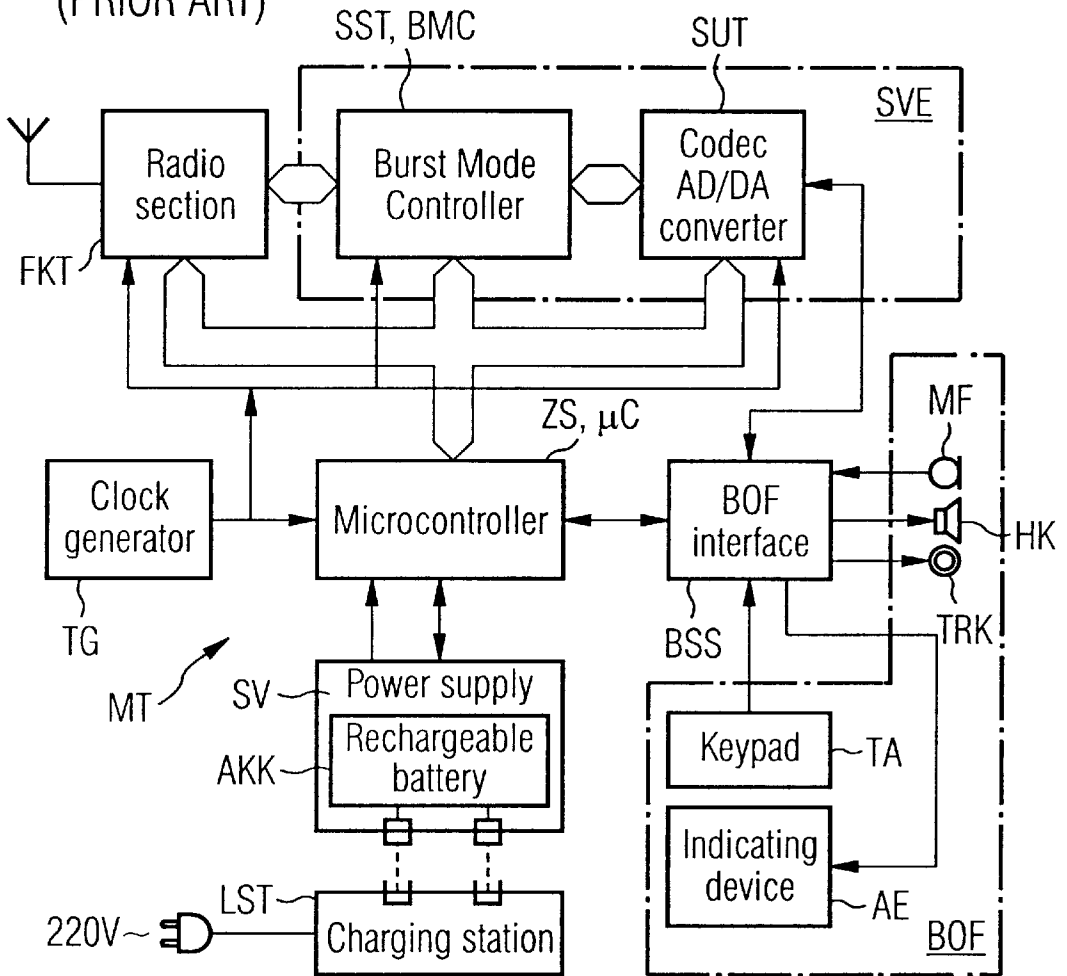 (PRIOR ART)
SST, BMC
SUT
SVE
Radio
section
Burst Mode
Controller
Codec
AD/DA
converter
FKT
ZS, μC
MF
Clock
generator
Microcontroller
BOF
interface
HK
TRK
TG
BSS
MT
SV
Power supply
Rechargeable
battery
AKK
Keypad
TA
Indicating
device
AE
LST
220V~
Charging station
BOF